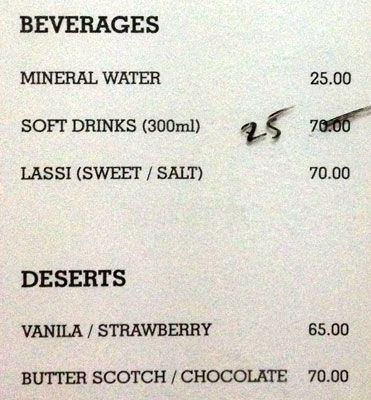 BEVERAGES
MINERAL WATER 25.00
SOFT DRINKS (300ml) 25 70.00
LASSI (SWEET / SALT) 70.00
DESERTS
VANILA / STRAWBERRY 65.00
BUTTER SCOTCH / CHOCOLATE 70.00